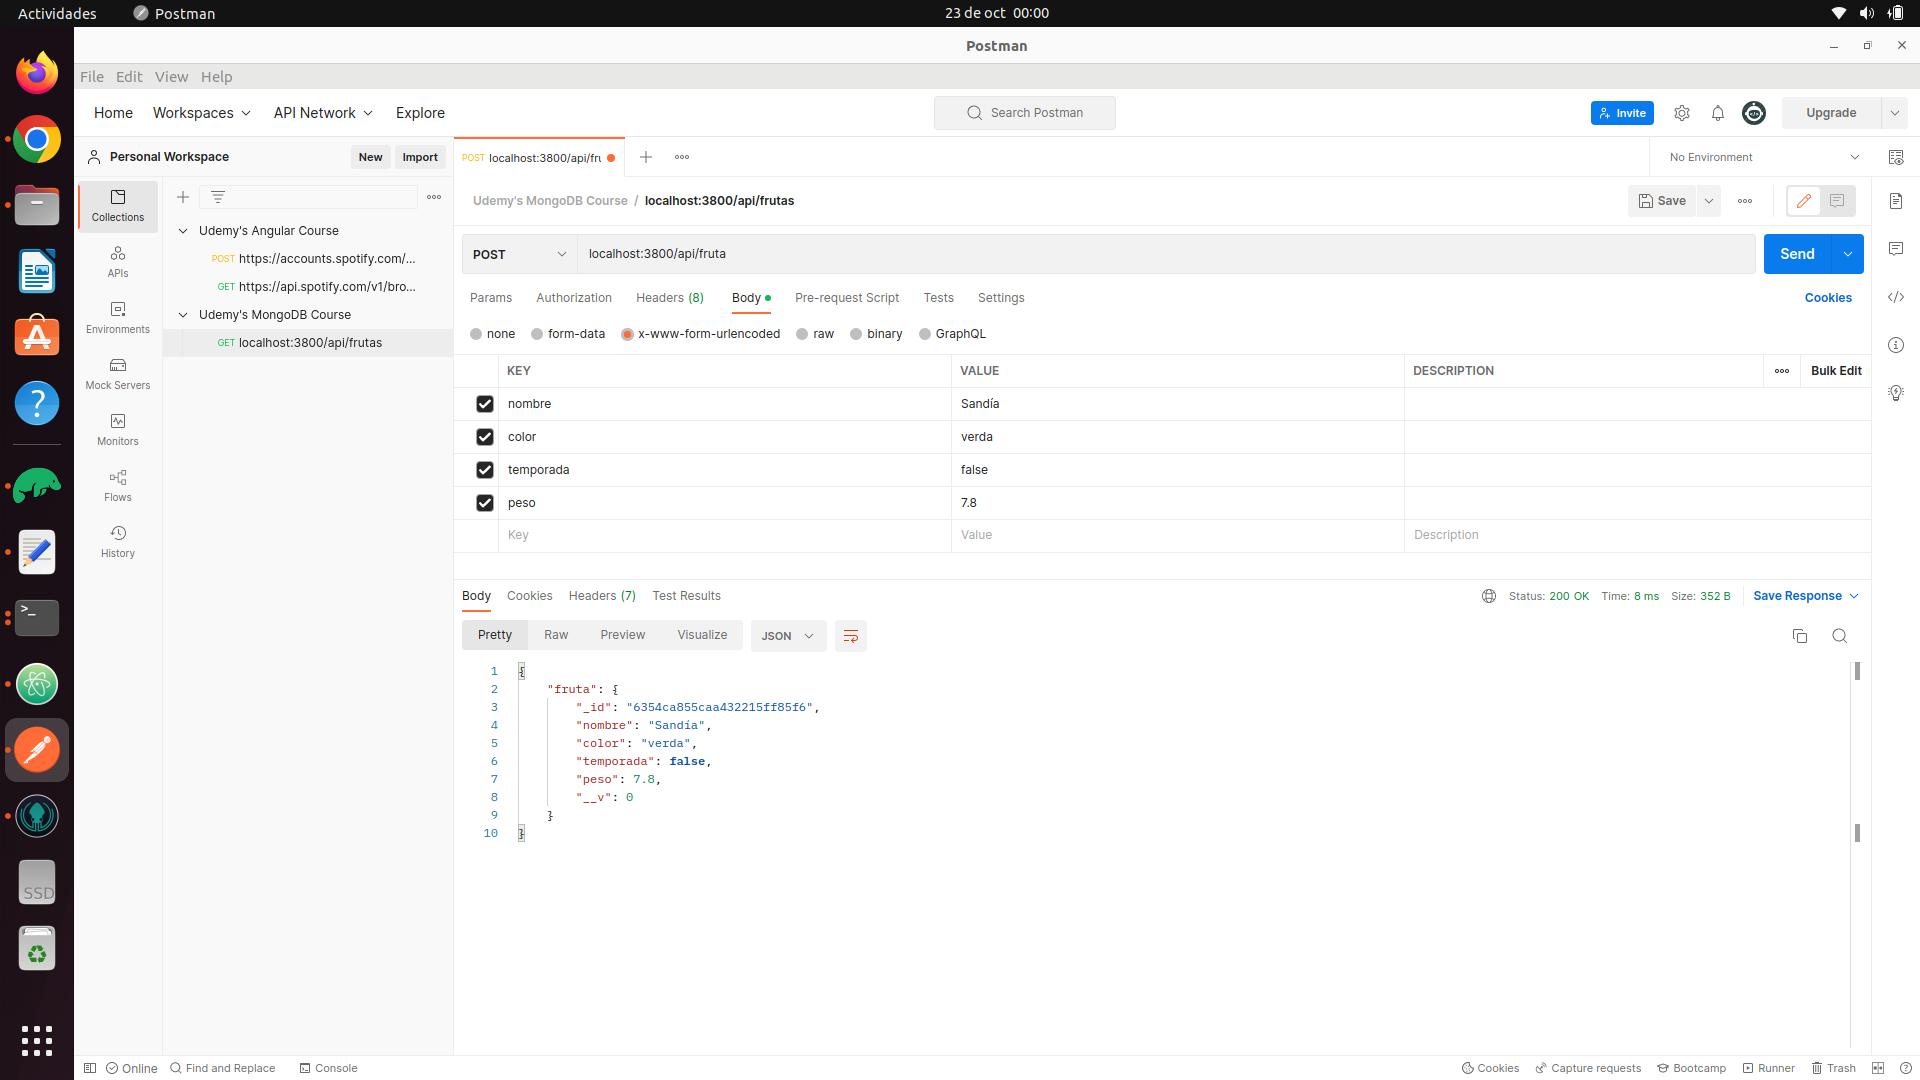 Actividades
Postman
23 de oct 00:00
Postman
File Edit View Help
Home Workspaces API Network Explore
Search Postman
Invite
Upgrade
Personal Workspace
New Import
POST localhost:3800/api/fru
No Environment
Collections
APIs
Environments
Mock Servers
Monitors
Flows
History
Udemy's Angular Course
POST https://accounts.spotify.com/...
GET https://api.spotify.com/v1/bro...
Udemy's MongoDB Course
GET localhost:3800/api/frutas
Udemy's MongoDB Course / localhost:3800/api/frutas
Save
POST localhost:3800/api/fruta
Send
Params Authorization Headers (8) Body Pre-request Script Tests Settings
Cookies
none form-data x-www-form-urlencoded raw binary GraphQL
KEY VALUE DESCRIPTION Bulk Edit
nombre Sandía
color verda
temporada false
peso 7.8
Key Value Description
Body Cookies Headers (7) Test Results
Status: 200 OK Time: 8 ms Size: 352 B Save Response
Pretty Raw Preview Visualize JSON
1 {
2 "fruta": {
3 "_id": "6354ca855caa432215ff85f6",
4 "nombre": "Sandía",
5 "color": "verda",
6 "temporada": false,
7 "peso": 7.8,
8 "__v": 0
9 }
10 }
SSD
Online Find and Replace Console
Cookies Capture requests Bootcamp Runner Trash